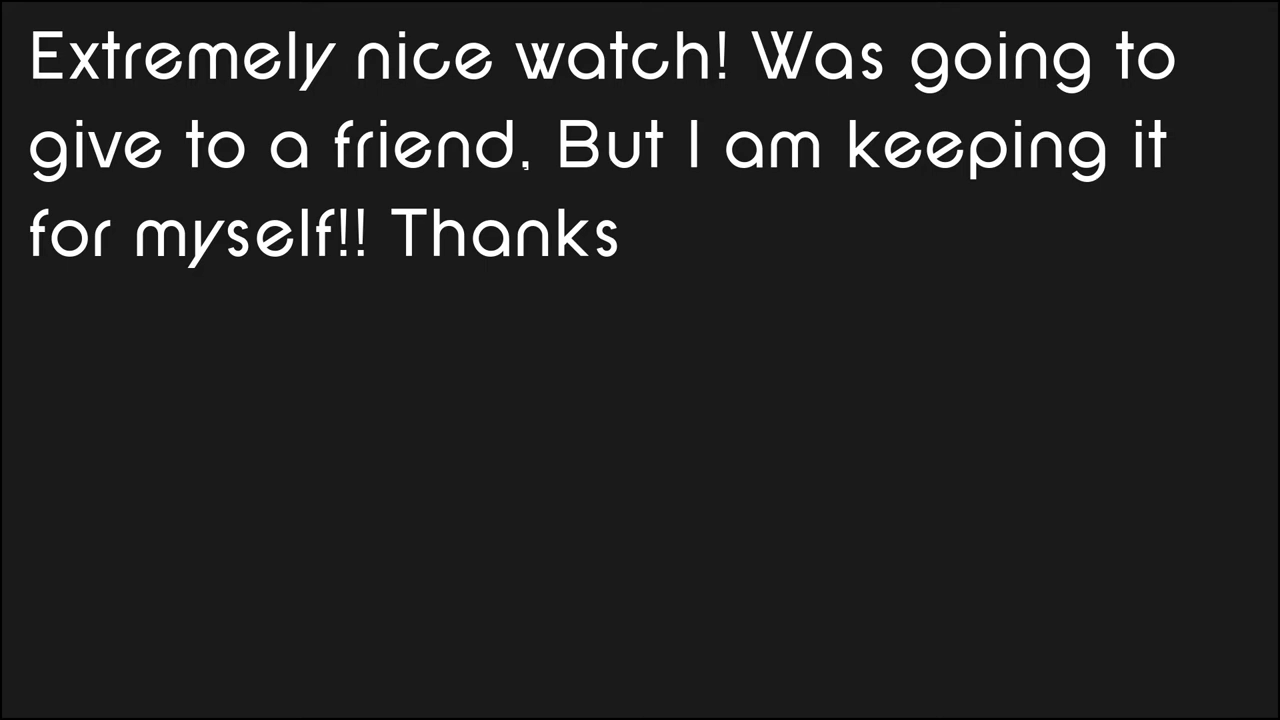 Extremely nice watch! Was going to
give to a friend, But I am keeping it
for myself!! Thanks